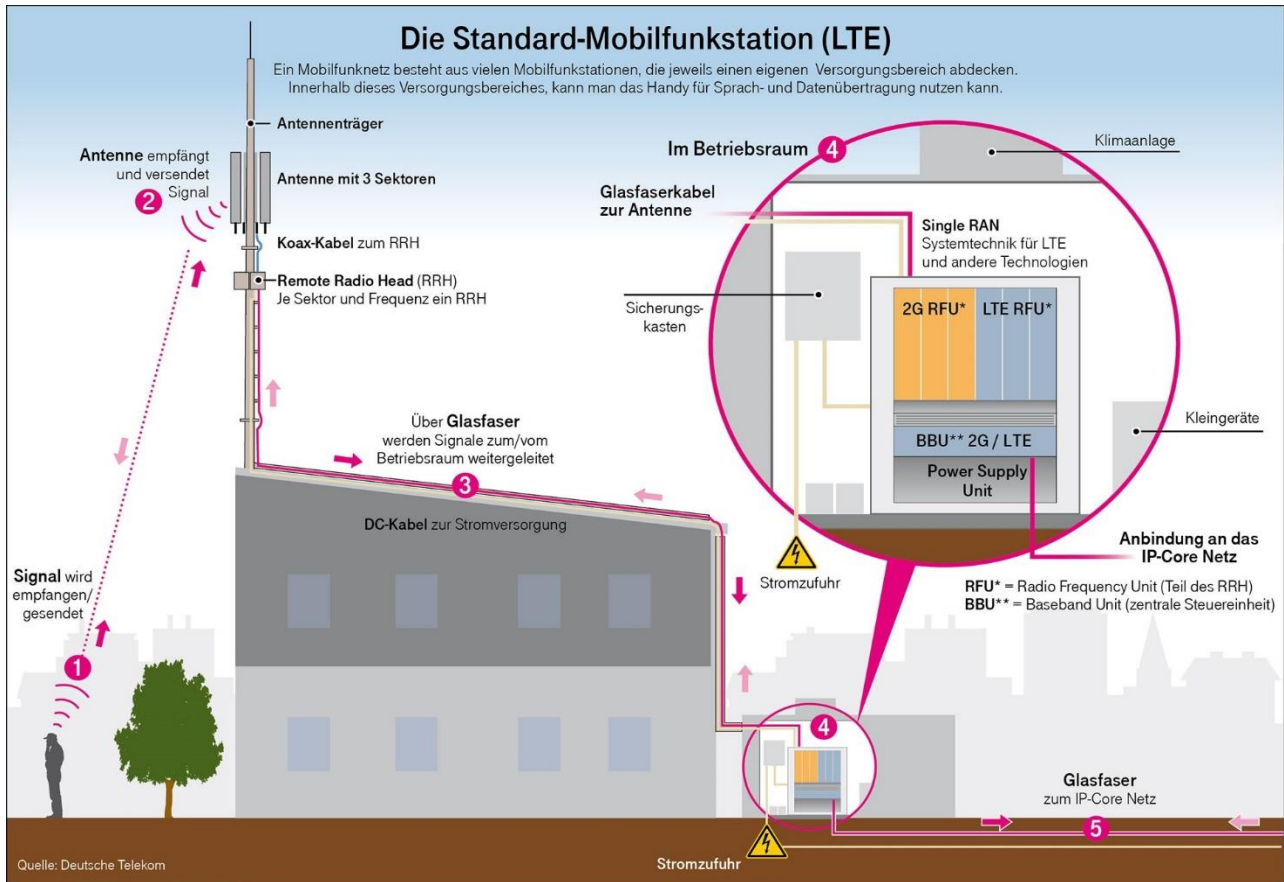 Die Standard-Mobilfunkstation (LTE)
Ein Mobilfunknetz besteht aus vielen Mobilfunkstationen, die jeweils einen eigenen Versorgungsbereich abdecken.
Innerhalb dieses Versorgungsbereiches, kann man das Handy für Sprach- und Datenübertragung nutzen kann.
Antennenträger
Antenne empfängt
und versendet
Signal
2
Antenne mit 3 Sektoren
Koax-Kabel zum RRH
Remote Radio Head (RRH)
Je Sektor und Frequenz ein RRH
Über Glasfaser
werden Signale zum/vom
Betriebsraum weitergeleitet
3
DC-Kabel zur Stromversorgung
Signal wird
empfangen/
gesendet
1
Im Betriebsraum 4
Klimaanlage
Glasfaserkabel
zur Antenne
Single RAN
Systemtechnik für LTE
und andere Technologien
Sicherungs-
kasten
2G RFU* LTE RFU*
Kleingeräte
BBU** 2G / LTE
Power Supply
Unit
Stromzufuhr
Anbindung an das
IP-Core Netz
RFU* = Radio Frequency Unit (Teil des RRH)
BBU** = Baseband Unit (zentrale Steuereinheit)
4
Glasfaser
zum IP-Core Netz
5
Stromzufuhr
Quelle: Deutsche Telekom